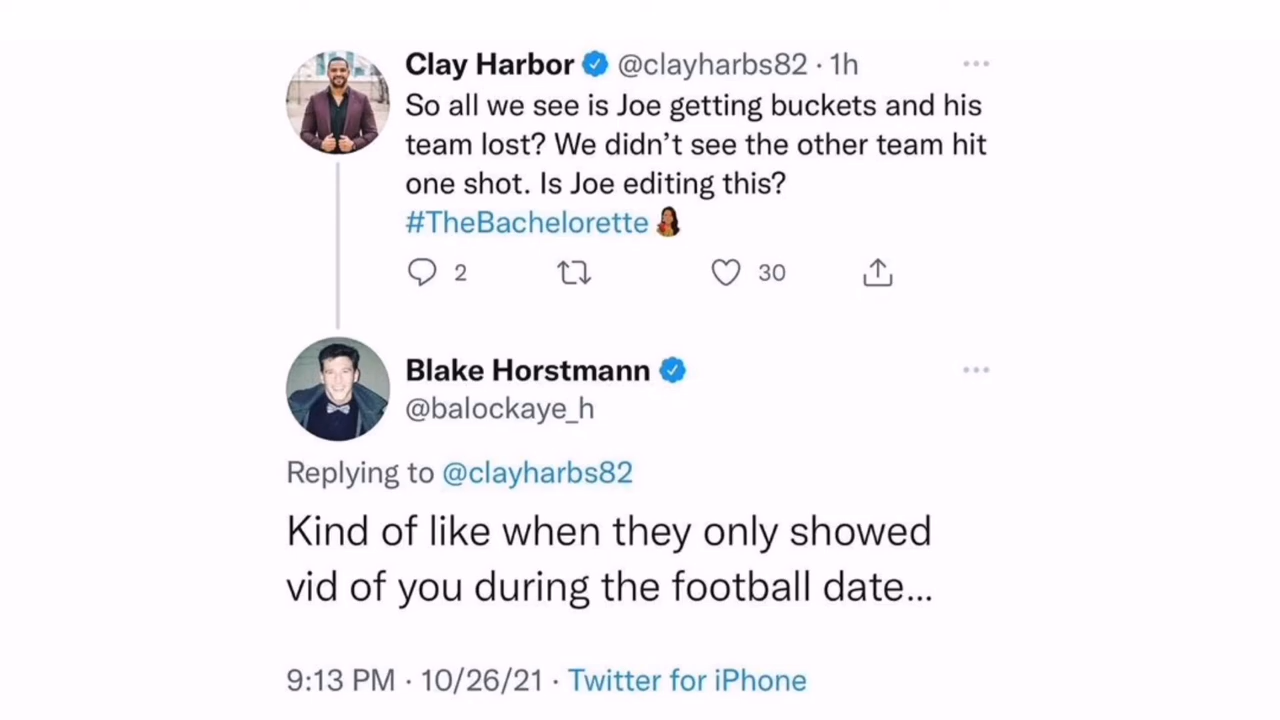 Clay Harbor @clayharbs82 · 1h
So all we see is Joe getting buckets and his
team lost? We didn’t see the other team hit
one shot. Is Joe editing this?
#TheBachelorette
2 30
Blake Horstmann
@balockaye_h
Replying to @clayharbs82
Kind of like when they only showed
vid of you during the football date...
9:13 PM · 10/26/21 · Twitter for iPhone